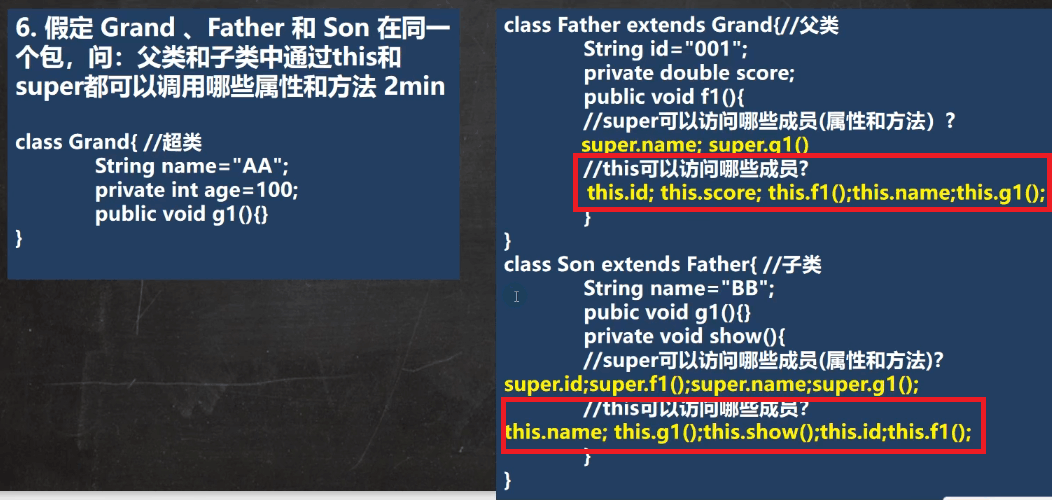 6. 假定 Grand 、Father 和 Son 在同一
个包，问：父类和子类中通过this和
super都可以调用哪些属性和方法 2min
class Grand{ //超类
String name="AA";
private int age=100;
public void g1(){}
}
class Father extends Grand{//父类
String id="001";
private double score;
public void f1(){
//super可以访问哪些成员(属性和方法）?
super.name; super.g1()
//this可以访问哪些成员?
this.id; this.score; this.f1();this.name;this.g1();
}
}
class Son extends Father{ //子类
String name="BB";
pubic void g1(){}
private void show(){
//super可以访问哪些成员(属性和方法)?
super.id;super.f1();super.name;super.g1();
//this可以访问哪些成员?
this.name; this.g1();this.show();this.id;this.f1();
}
}